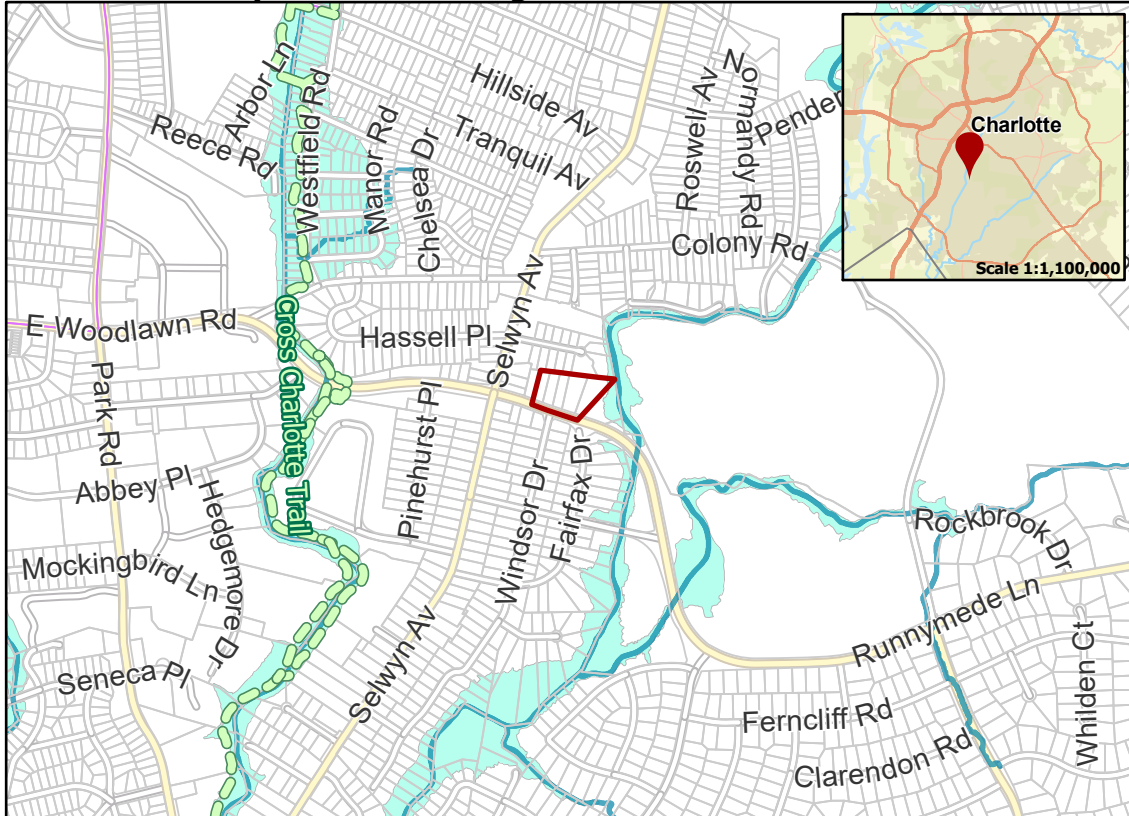 Arbor Ln
Reece Rd
Westfield Rd
Manor Rd
Chelsea Dr
Hillside Av
Tranquil Av
Roswell Av
Normandy Rd
Colony Rd
Charlotte
Scale 1:1,100,000
E Woodlawn Rd
Hassell Pl
Selwyn Av
Cross Charlotte Trail
Park Rd
Abbey Pl
Hedgemore Dr
Pinehurst Pl
Windsor Dr
Fairfax Dr
Mockingbird Ln
Seneca Pl
Selwyn Av
Rockbrook Dr
Runnymede Ln
Ferncliff Rd
Clarendon Rd
Whilden Ct